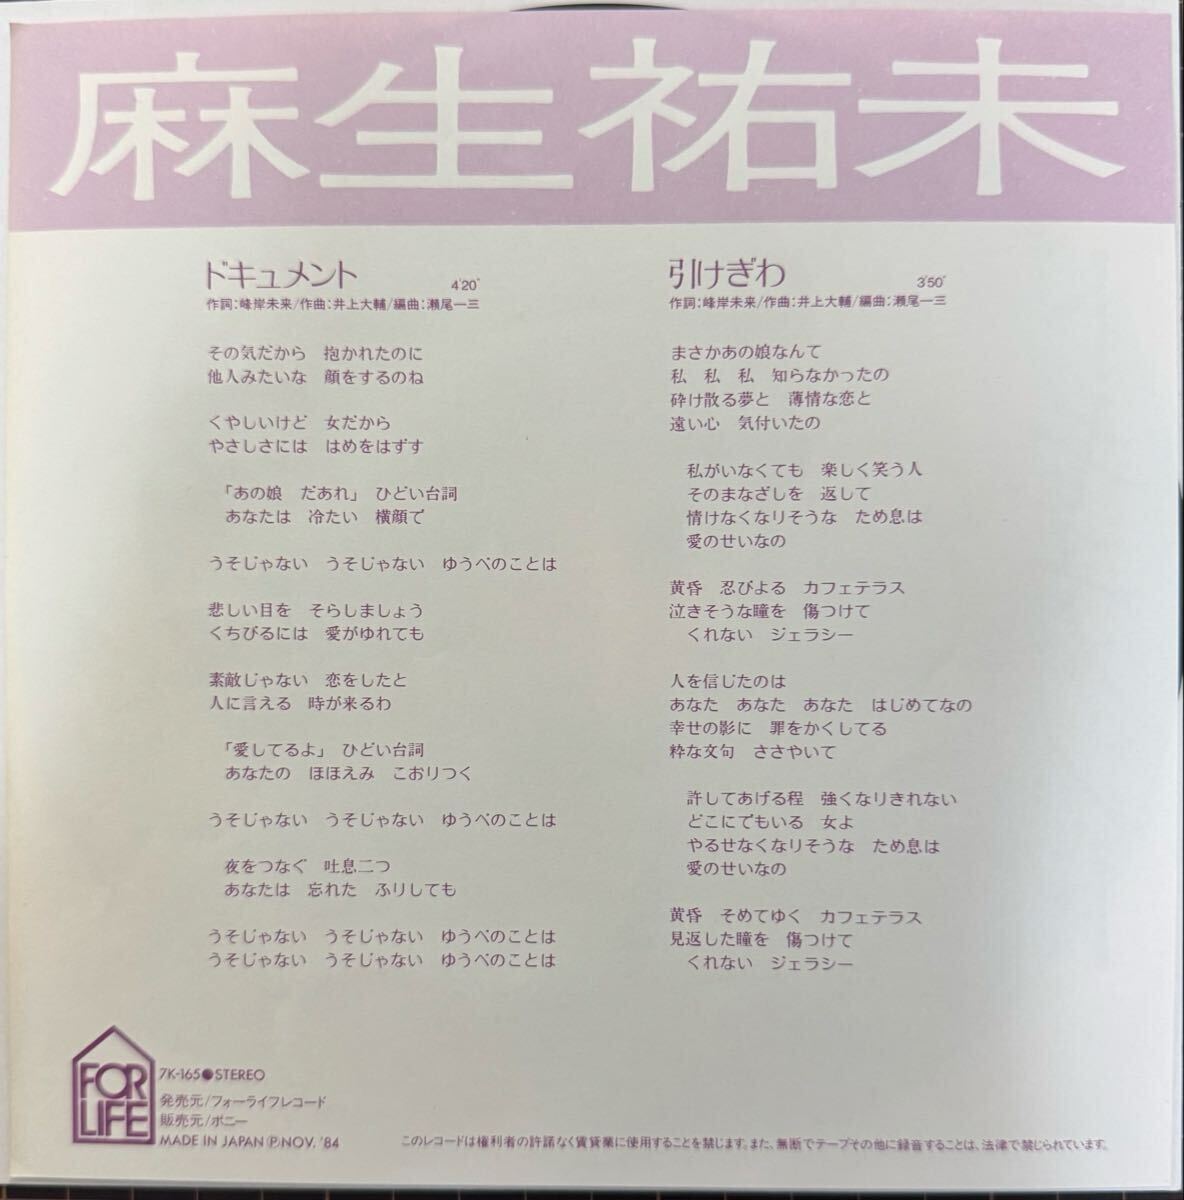 麻生祐未
ドキュメント 4'20"
作詞:峰岸未来/作曲:井上大輔/編曲:瀬尾一三
その気だから 抱かれたのに
他人みたいな 顔をするのね
くやしいけど 女だから
やさしさには はめをはずす
「あの娘 だあれ」 ひどい台詞
あなたは 冷たい 横顔で
うそじゃない うそじゃない ゆうべのことは
悲しい目を そらしましょう
くちびるには 愛がゆれても
素敵じゃない 恋をしたと
人に言える 時が来るわ
「愛してるよ」 ひどい台詞
あなたの ほほえみ こおりつく
うそじゃない うそじゃない ゆうべのことは
夜をつなぐ 吐息二つ
あなたは 忘れた ふりしても
うそじゃない うそじゃない ゆうべのことは
うそじゃない うそじゃない ゆうべのことは
引けぎわ 3'50"
作詞:峰岸未来/作曲:井上大輔/編曲:瀬尾一三
まさかあの娘なんて
私 私 私 知らなかったの
砕け散る夢と 薄情な恋と
遠い心 気付いたの
私がいなくても 楽しく笑う人
そのまなざしを 返して
情けなくなりそうな ため息は
愛のせいなの
黄昏 忍びよる カフェテラス
泣きそうな瞳を 傷つけて
くれない ジェラシー
人を信じたのは
あなた あなた あなた はじめてなの
幸せの影に 罪をかくしてる
粋な文句 ささやいて
許してあげる程 強くなりきれない
どこにでもいる 女よ
やるせなくなりそうな ため息は
愛のせいなの
黄昏 そめてゆく カフェテラス
見返した瞳を 傷つけて
くれない ジェラシー
FOR
LIFE
7K-165●STEREO
発売元/フォーライフレコード
販売元/ポニー
MADE IN JAPAN Ⓟ NOV. '84
このレコードは権利者の許諾なく賃貸業に使用することを禁じます。また、無断でテープその他に録音することは、法律で禁じられています。